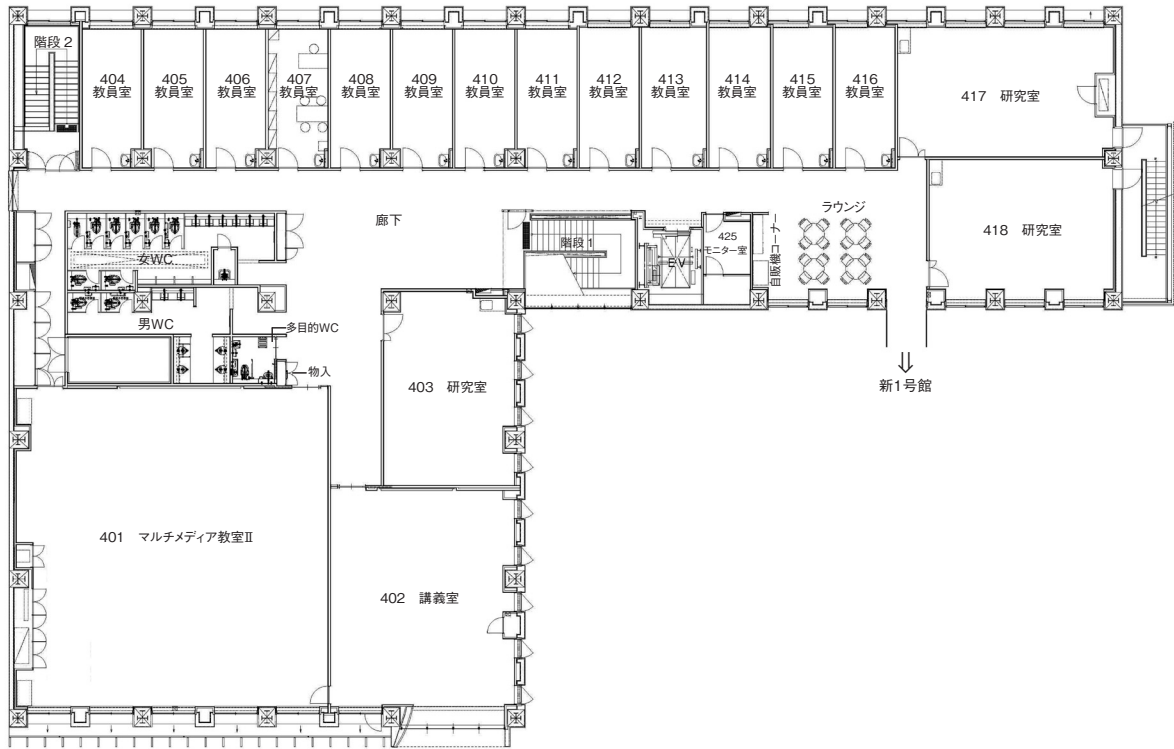 階段 2
404
教員室
405
教員室
406
教員室
407
教員室
408
教員室
409
教員室
410
教員室
411
教員室
412
教員室
413
教員室
414
教員室
415
教員室
416
教員室
417 研究室
廊下
階段 1
EV
425
モニター室
自販機コーナー
ラウンジ
418 研究室
女WC
男WC
多目的WC
物入
403 研究室
新1号館
401 マルチメディア教室Ⅱ
402 講義室